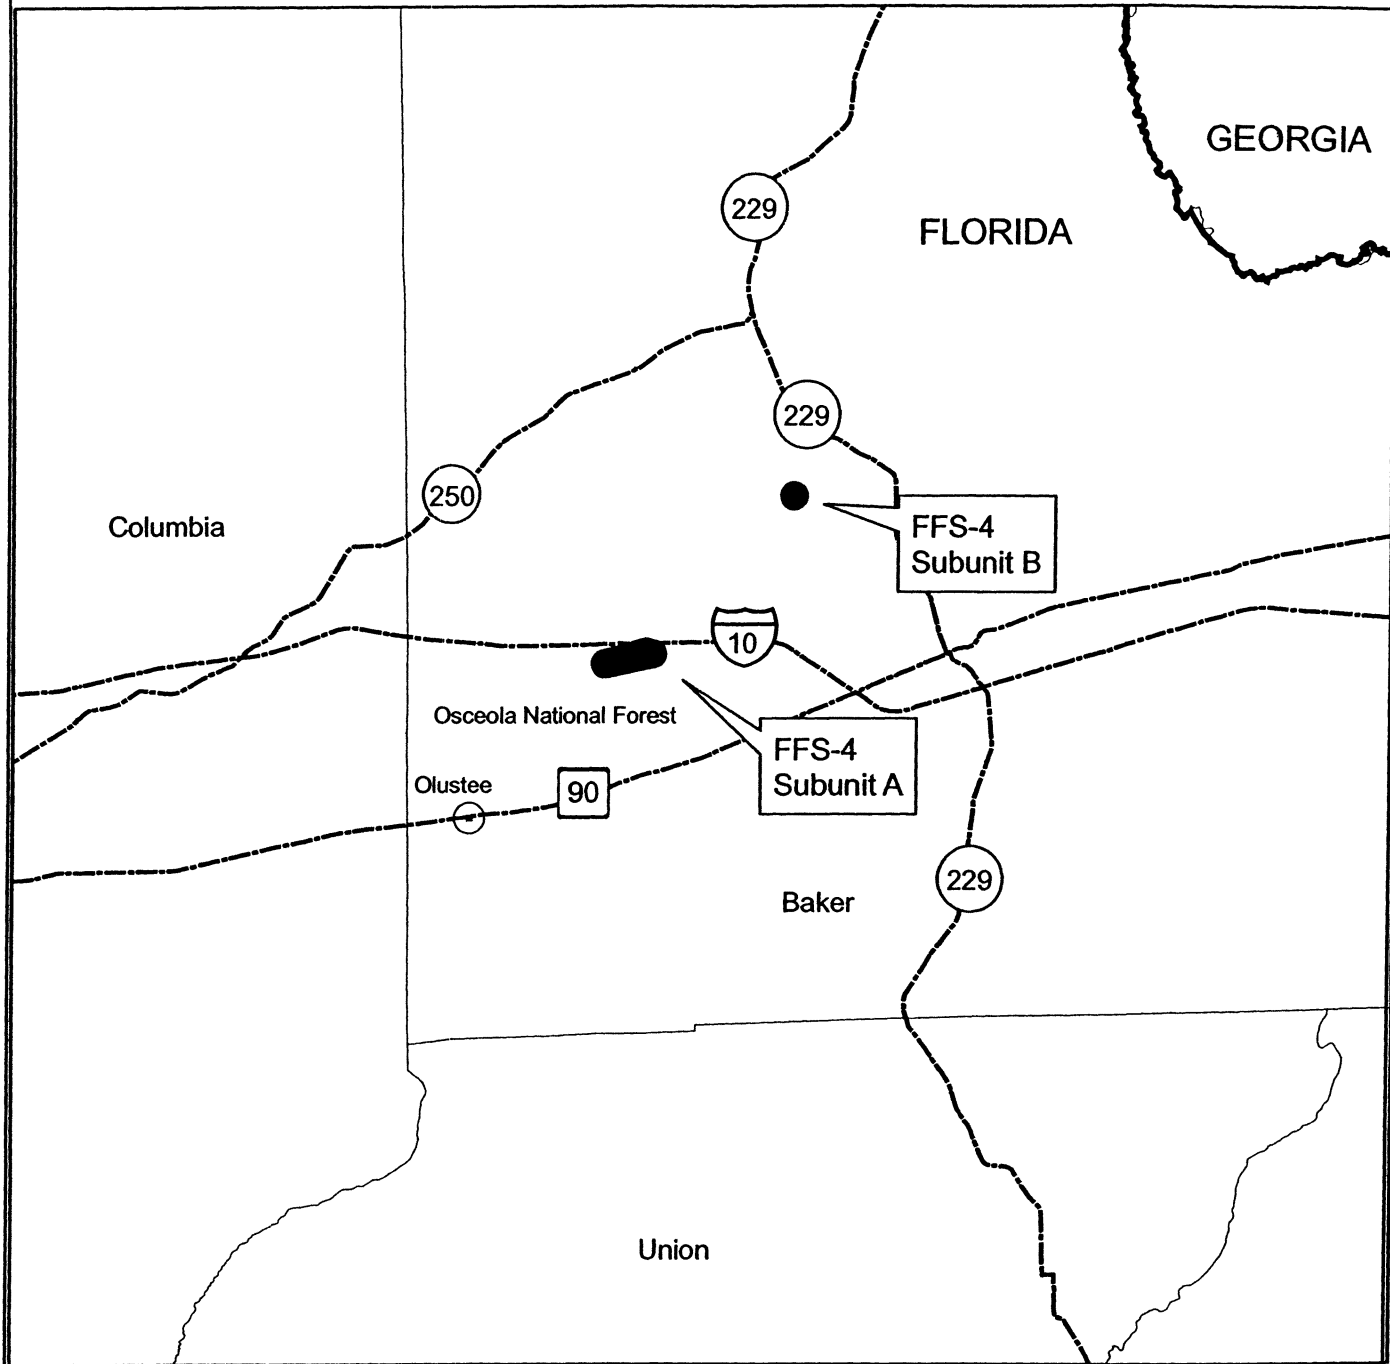 GEORGIA
229
FLORIDA
229
250
Columbia
FFS-4
Subunit B
10
Osceola National Forest
FFS-4
Subunit A
Olustee
90
229
Baker
Union